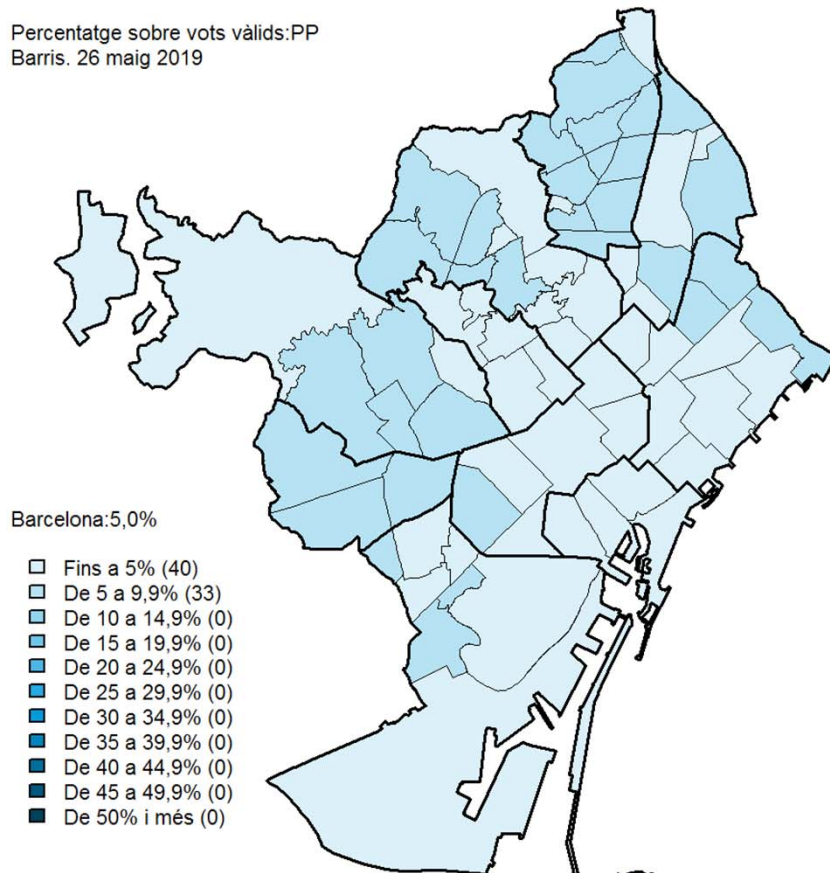 Percentatge sobre vots vàlids:PP
Barris. 26 maig 2019
Barcelona:5,0%
Fins a 5% (40)
De 5 a 9,9% (33)
De 10 a 14,9% (0)
De 15 a 19,9% (0)
De 20 a 24,9% (0)
De 25 a 29,9% (0)
De 30 a 34,9% (0)
De 35 a 39,9% (0)
De 40 a 44,9% (0)
De 45 a 49,9% (0)
De 50% i més (0)